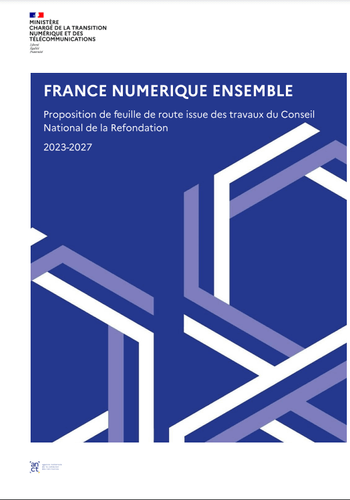 MINISTÈRE
CHARGÉ DE LA TRANSITION
NUMÉRIQUE ET DES
TÉLÉCOMMUNICATIONS
Liberté
Égalité
Fraternité
FRANCE NUMERIQUE ENSEMBLE
Proposition de feuille de route issue des travaux du Conseil
National de la Refondation
2023-2027